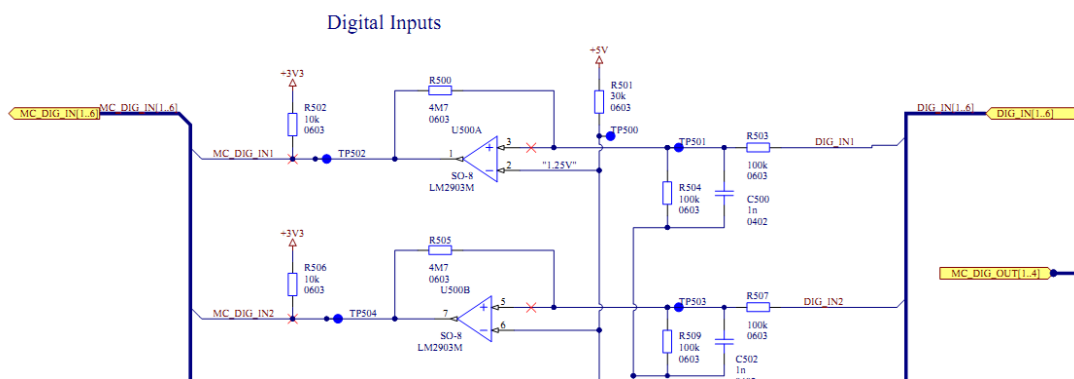 Digital Inputs
+5V
+3V3
R500
4M7
0603
R501
30k
0603
TP500
R502
10k
0603
MC_DIG_IN[1..6]
MC_DIG_IN[1..6]
DIG_IN[1..6]
DIG_IN[1..6]
U500A
MC_DIG_IN1
TP502
1
3
2
"1.25V"
SO-8
LM2903M
TP501
R503
100k
0603
DIG_IN1
R504
100k
0603
C500
1n
0402
+3V3
R505
4M7
0603
U500B
R506
10k
0603
MC_DIG_OUT[1..4]
MC_DIG_IN2
TP504
7
5
6
SO-8
LM2903M
TP503
R507
100k
0603
DIG_IN2
R509
100k
0603
C502
1n